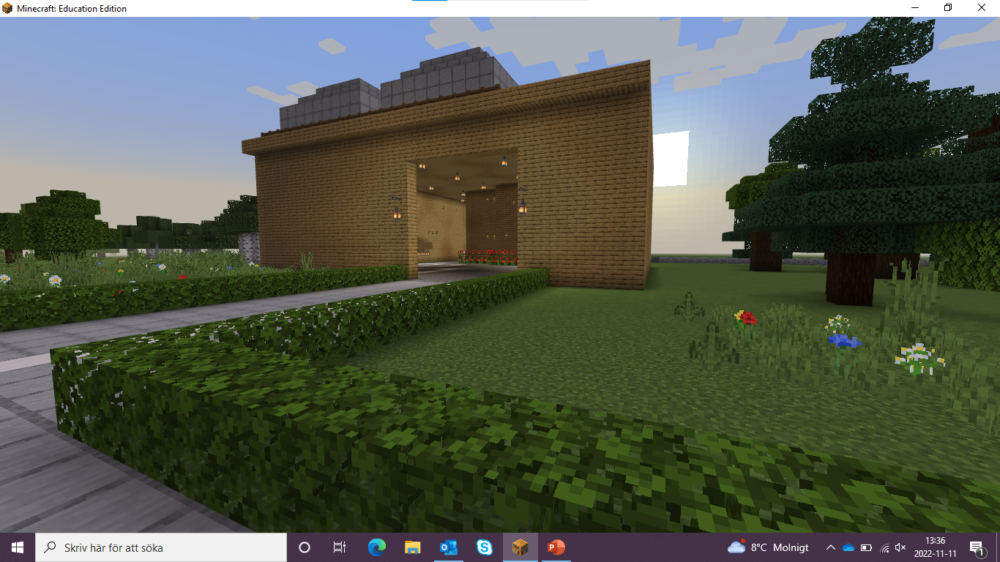 Minecraft: Education Edition
Skriv här för att söka
8°C Molnigt
13:36
2022-11-11
1